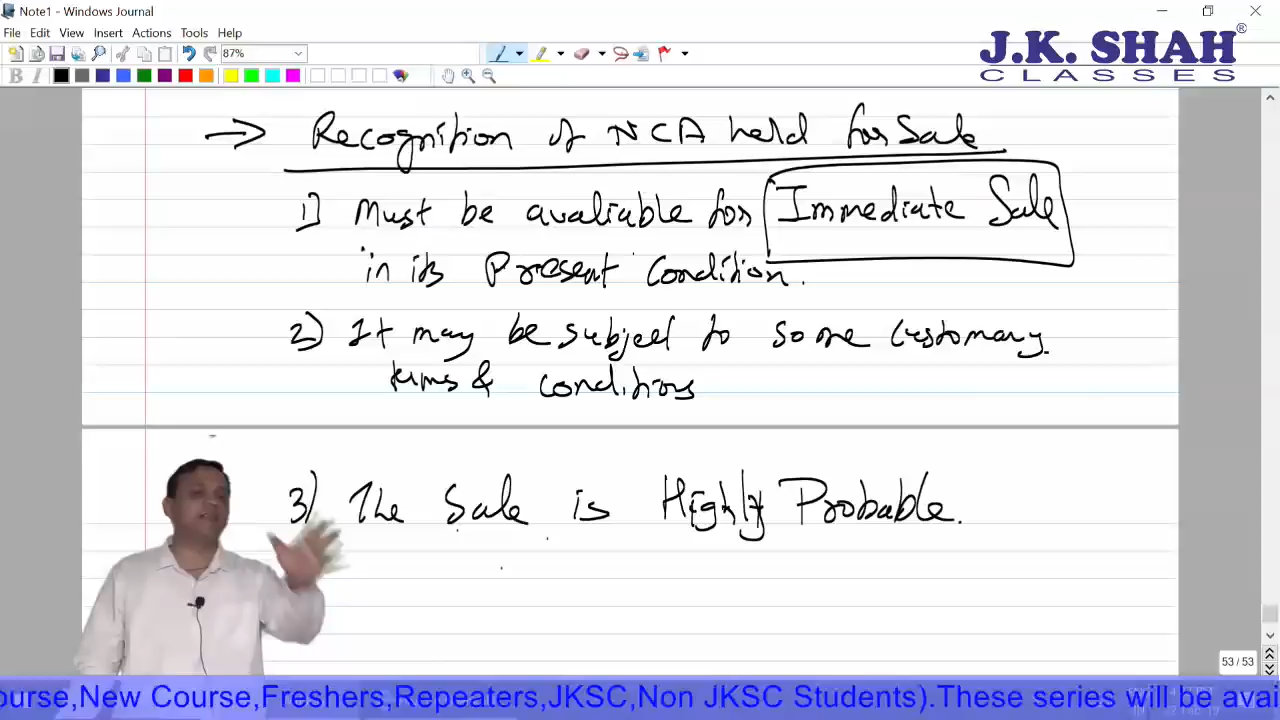 Note1 - Windows Journal
File Edit View Insert Actions Tools Help
87%
J.K. SHAH®
CLASSES
→ Recognition of NCA held for Sale
1) Must be avaliable for Immediate Sale
in its Present Condition.
2) It may be subject to some Customary
terms & conditions
3) The Sale is Highly Probable.
53 / 53
ourse,New Course,Freshers,Repeaters,JKSC,Non JKSC Students).These series will be avai